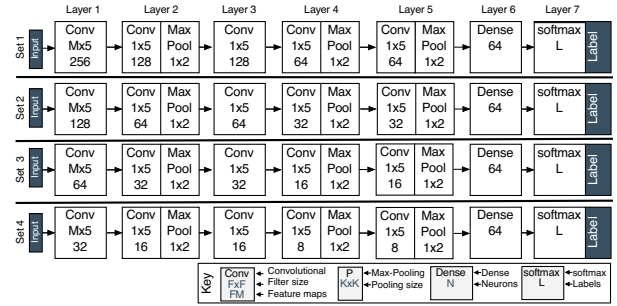 Layer 1 Layer 2 Layer 3 Layer 4 Layer 5 Layer 6 Layer 7
Set 1
Input
Conv Conv Max Conv Conv Max Conv Max Dense softmax
Mx5 1x5 Pool 1x5 1x5 Pool 1x5 Pool 64 L
256 128 1x2 128 64 1x2 64 1x2
Label
Set 2
Input
Conv Conv Max Conv Conv Max Conv Max Dense softmax
Mx5 1x5 Pool 1x5 1x5 Pool 1x5 Pool 64 L
128 64 1x2 64 32 1x2 32 1x2
Label
Set 3
Input
Conv Conv Max Conv Conv Max Conv Max Dense softmax
Mx5 1x5 Pool 1x5 1x5 Pool 1x5 Pool 64 L
64 32 1x2 32 16 1x2 16 1x2
Label
Set 4
Input
Conv Conv Max Conv Conv Max Conv Max Dense softmax
Mx5 1x5 Pool 1x5 1x5 Pool 1x5 Pool 64 L
32 16 1x2 16 8 1x2 8 1x2
Label
Key
Conv Convolutional P Max-Pooling Dense Dense softmax softmax
FxF Filter size KxK Pooling size N Neurons L Labels
FM Feature maps